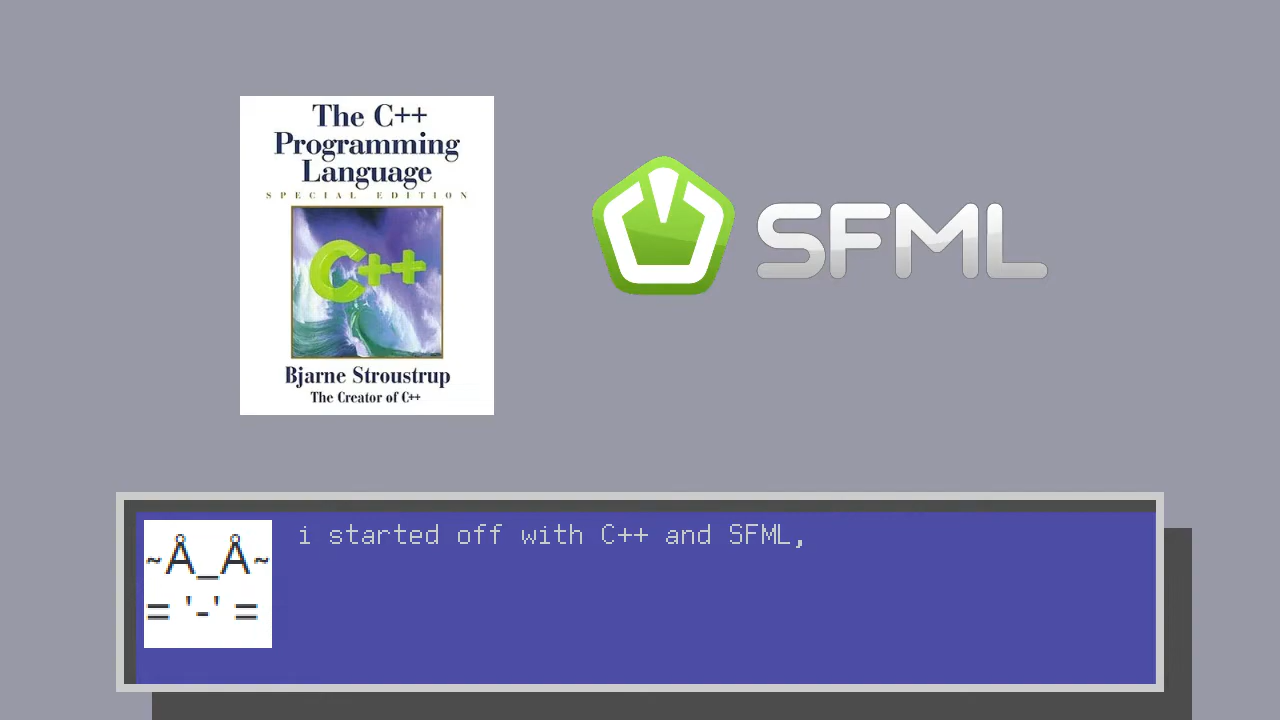 The C++
Programming
Language
SPECIAL EDITION
C++
Bjarne Stroustrup
The Creator of C++
SFML
~Å_Å~
= '-' =
i started off with C++ and SFML,